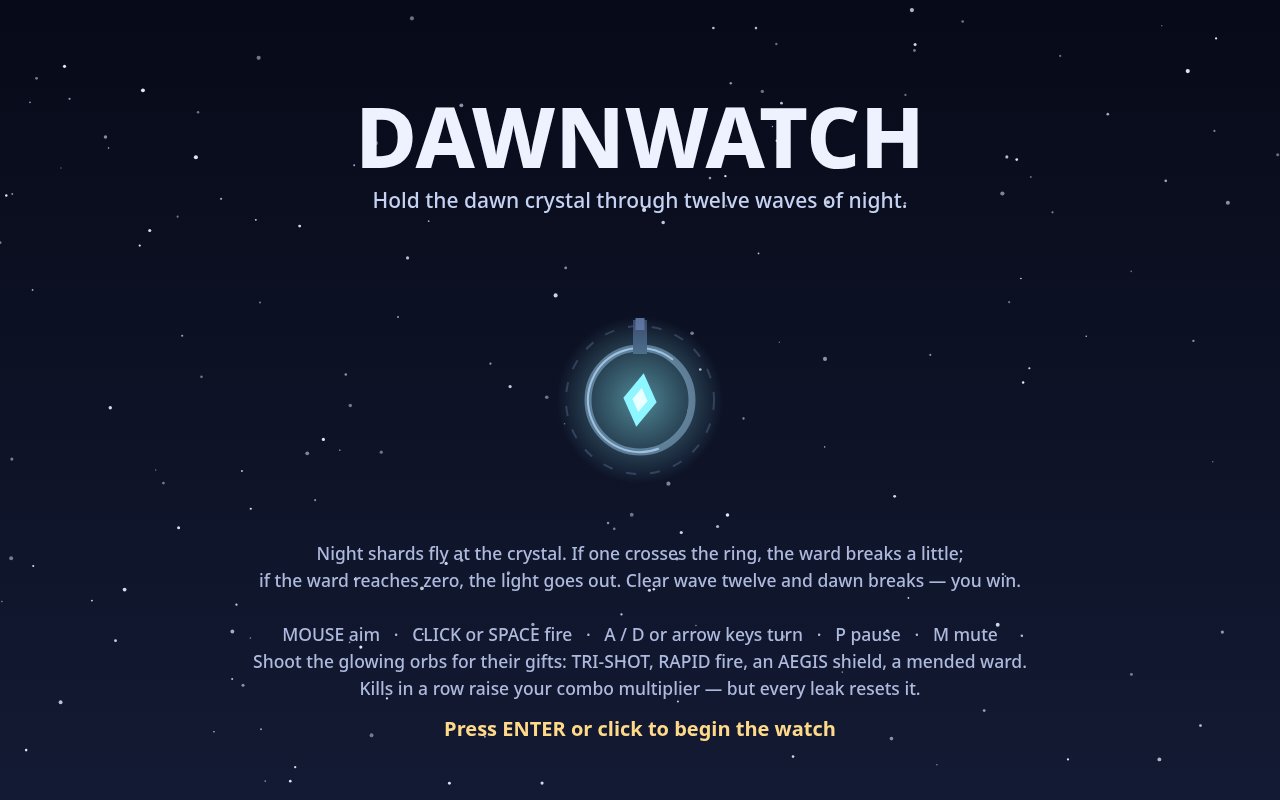 DAWNWATCH
Hold the dawn crystal through twelve waves of night.
Night shards fly at the crystal. If one crosses the ring, the ward breaks a little;
if the ward reaches zero, the light goes out. Clear wave twelve and dawn breaks — you win.
MOUSE aim · CLICK or SPACE fire · A / D or arrow keys turn · P pause · M mute
Shoot the glowing orbs for their gifts: TRI-SHOT, RAPID fire, an AEGIS shield, a mended ward.
Kills in a row raise your combo multiplier — but every leak resets it.
Press ENTER or click to begin the watch